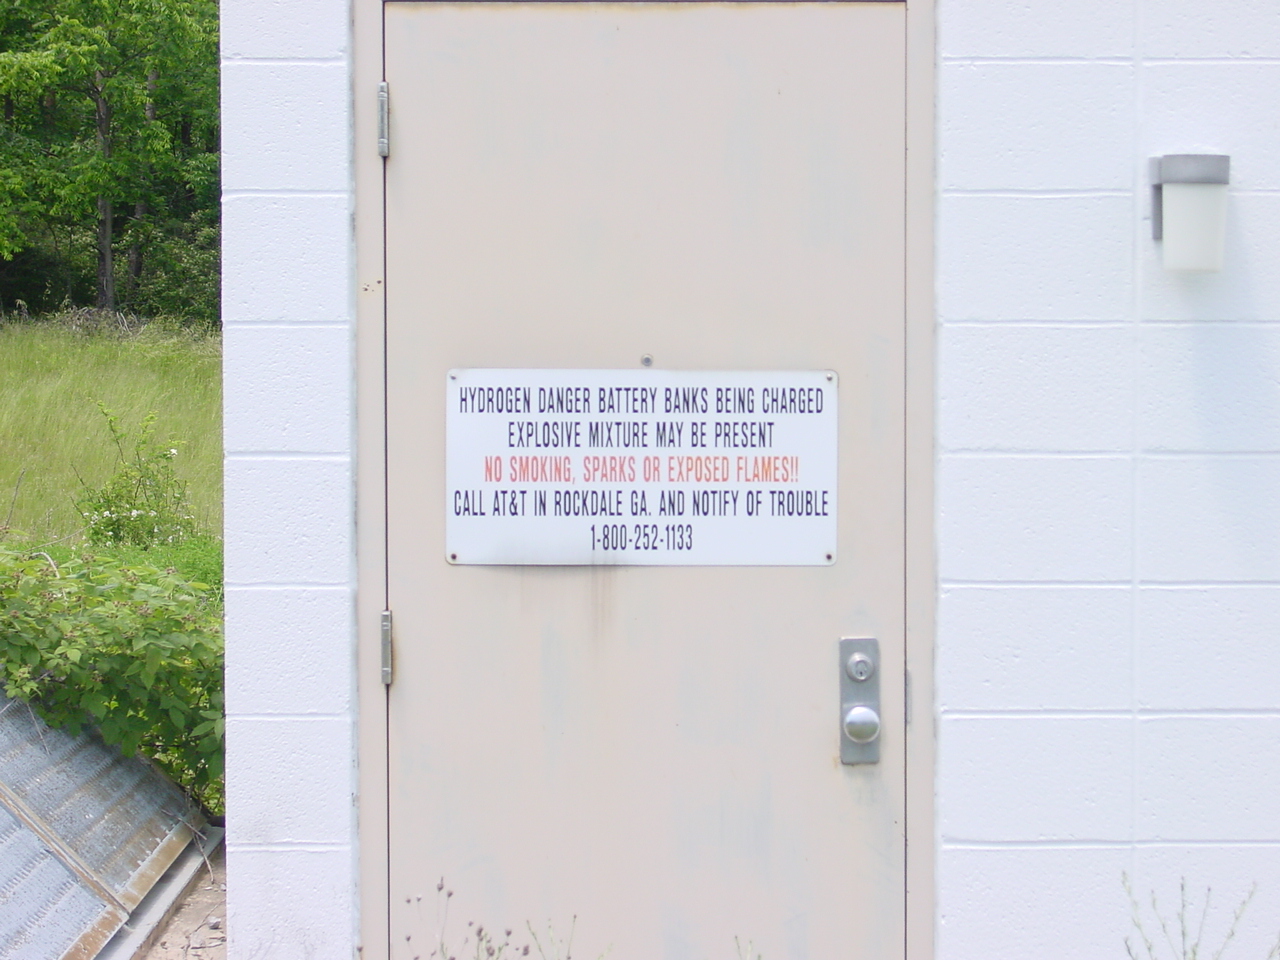 HYDROGEN DANGER BATTERY BANKS BEING CHARGED
EXPLOSIVE MIXTURE MAY BE PRESENT
NO SMOKING, SPARKS OR EXPOSED FLAMES!!
CALL AT&T IN ROCKDALE GA. AND NOTIFY OF TROUBLE
1-800-252-1133